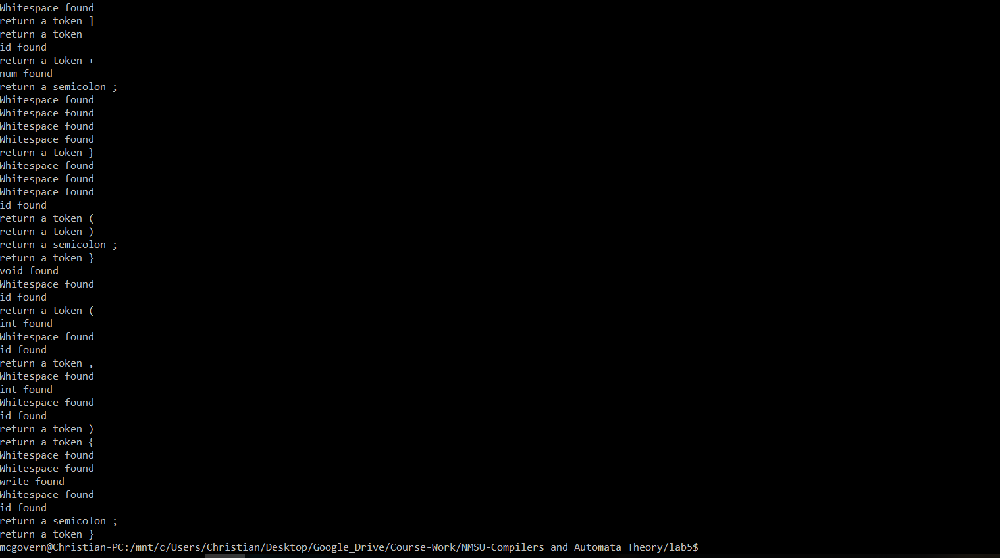 Whitespace found
return a token ]
return a token =
id found
return a token +
num found
return a semicolon ;
Whitespace found
Whitespace found
Whitespace found
Whitespace found
return a token }
Whitespace found
Whitespace found
Whitespace found
id found
return a token (
return a token )
return a semicolon ;
return a token }
void found
Whitespace found
id found
return a token (
int found
Whitespace found
id found
return a token ,
Whitespace found
int found
Whitespace found
id found
return a token )
return a token {
Whitespace found
Whitespace found
write found
Whitespace found
id found
return a semicolon ;
return a token }
mcgovern@Christian-PC:/mnt/c/Users/Christian/Desktop/Google_Drive/Course-Work/NMSU-Compilers and Automata Theory/lab5$